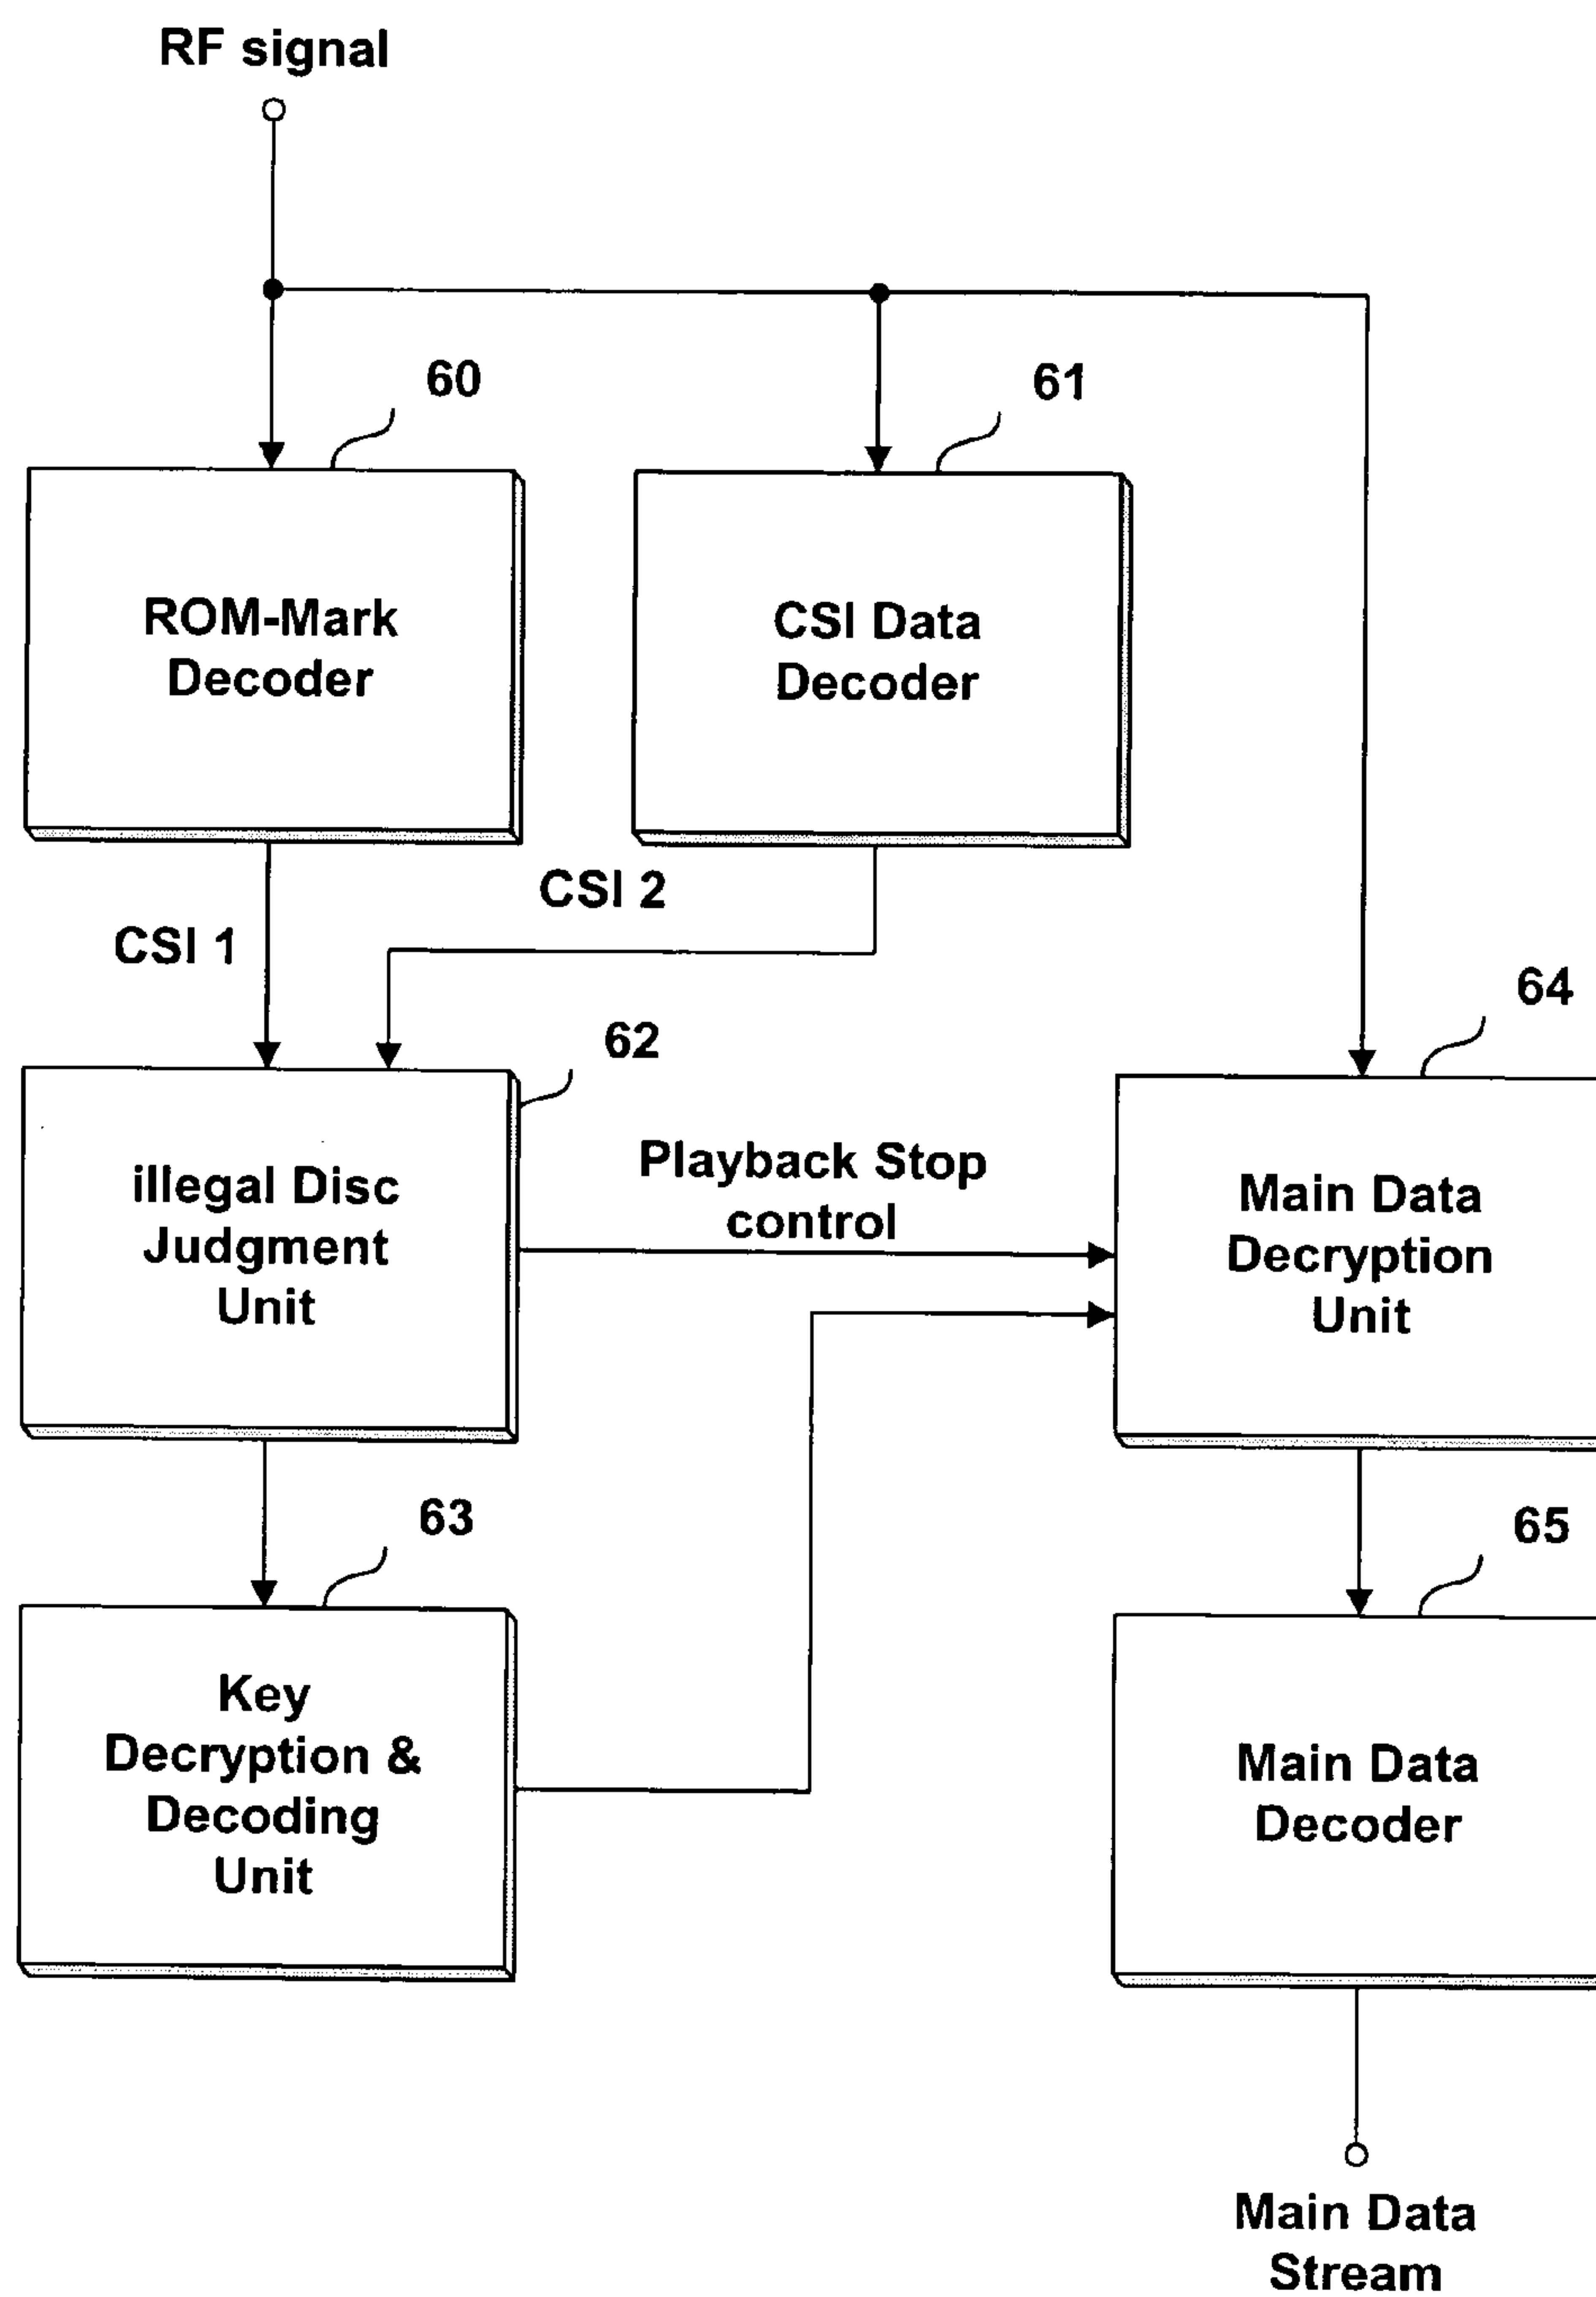 RF signal
60
61
ROM-Mark
Decoder
CSI Data
Decoder
CSI 2
CSI 1
64
62
illegal Disc
Judgment
Unit
Playback Stop
control
Main Data
Decryption
Unit
63
65
Key
Decryption &
Decoding
Unit
Main Data
Decoder
Main Data
Stream